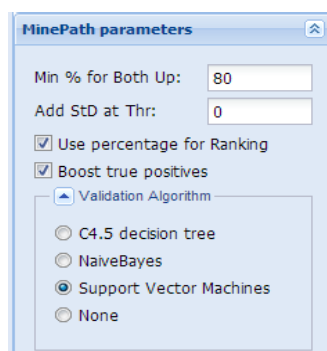 MinePath parameters
Min % for Both Up: 80
Add StD at Thr: 0
Use percentage for Ranking
Boost true positives
Validation Algorithm
C4.5 decision tree
NaiveBayes
Support Vector Machines
None